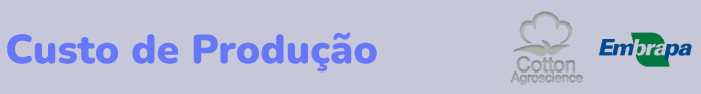 Custo de Produção
Cotton
Agroscience
Embrapa